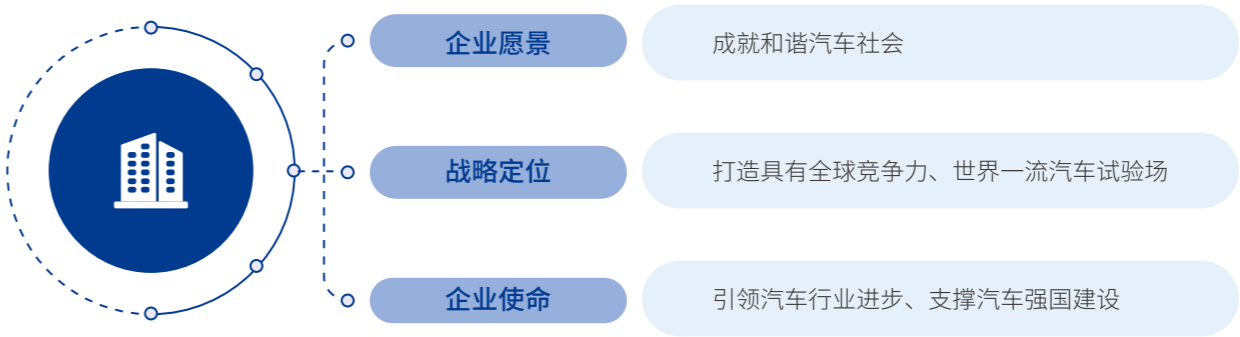 企业愿景
成就和谐汽车社会
战略定位
打造具有全球竞争力、世界一流汽车试验场
企业使命
引领汽车行业进步、支撑汽车强国建设